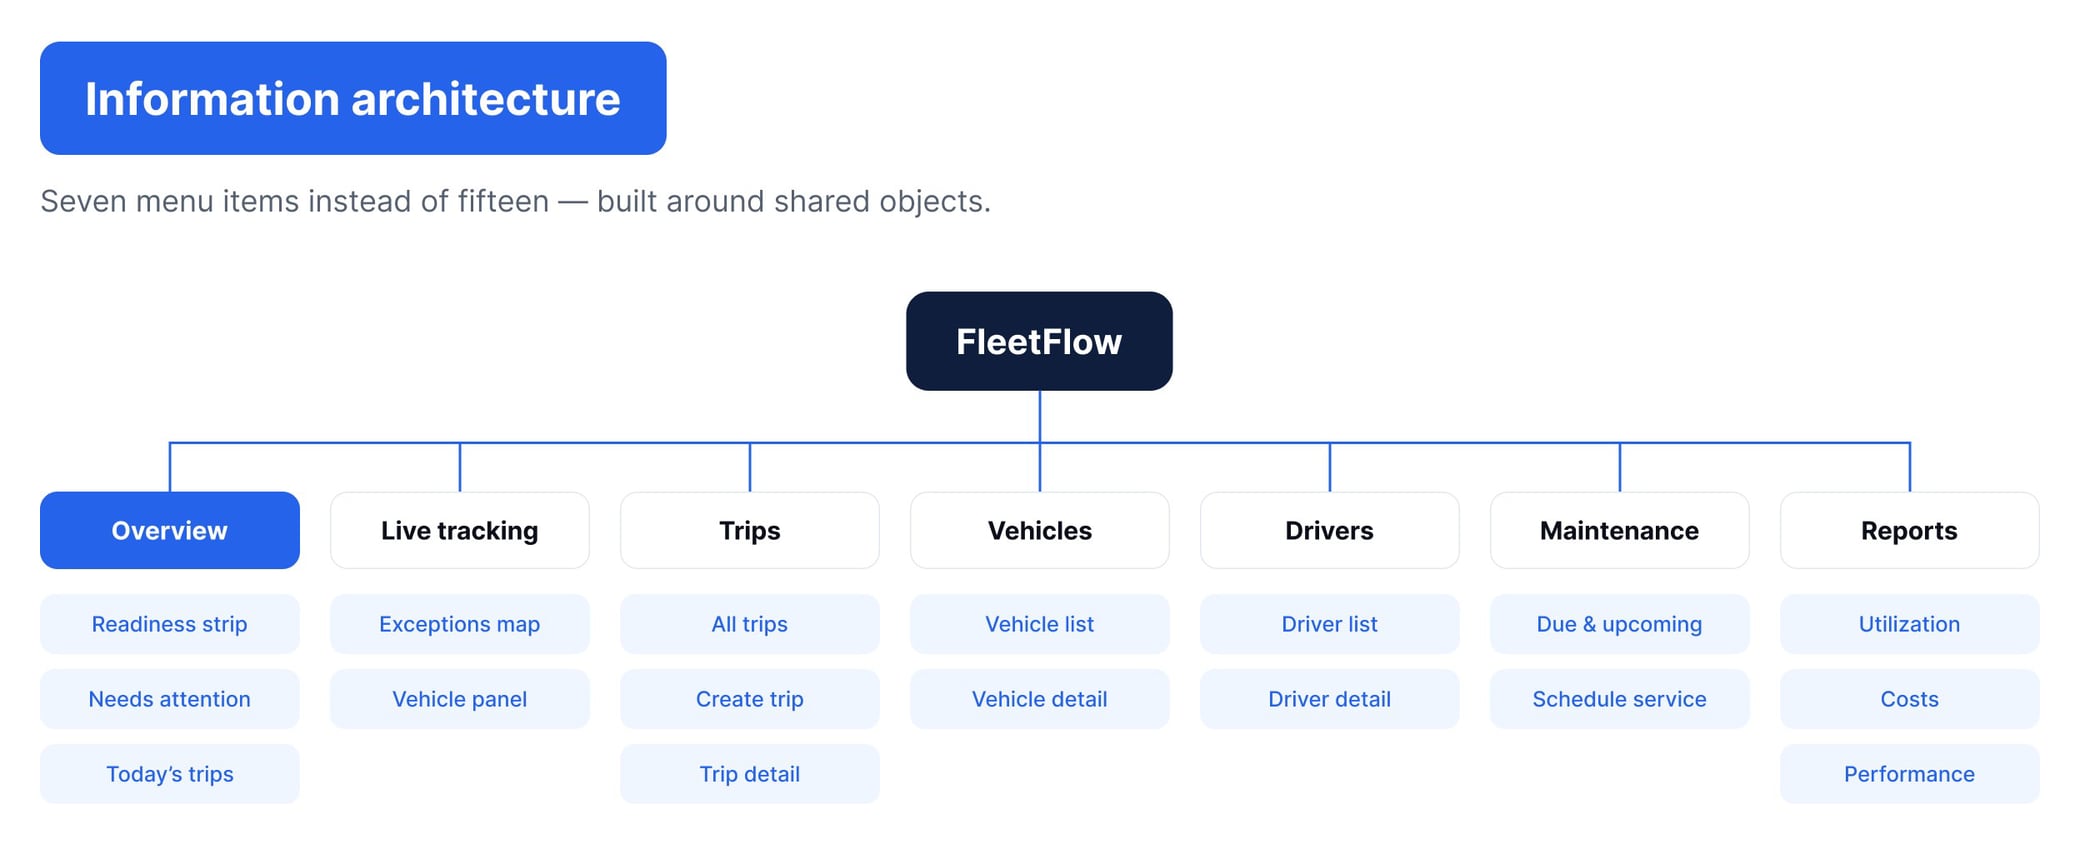 Information architecture
Seven menu items instead of fifteen — built around shared objects.
FleetFlow
Overview
Live tracking
Trips
Vehicles
Drivers
Maintenance
Reports
Readiness strip
Exceptions map
All trips
Vehicle list
Driver list
Due & upcoming
Utilization
Needs attention
Vehicle panel
Create trip
Vehicle detail
Driver detail
Schedule service
Costs
Today’s trips
Trip detail
Performance